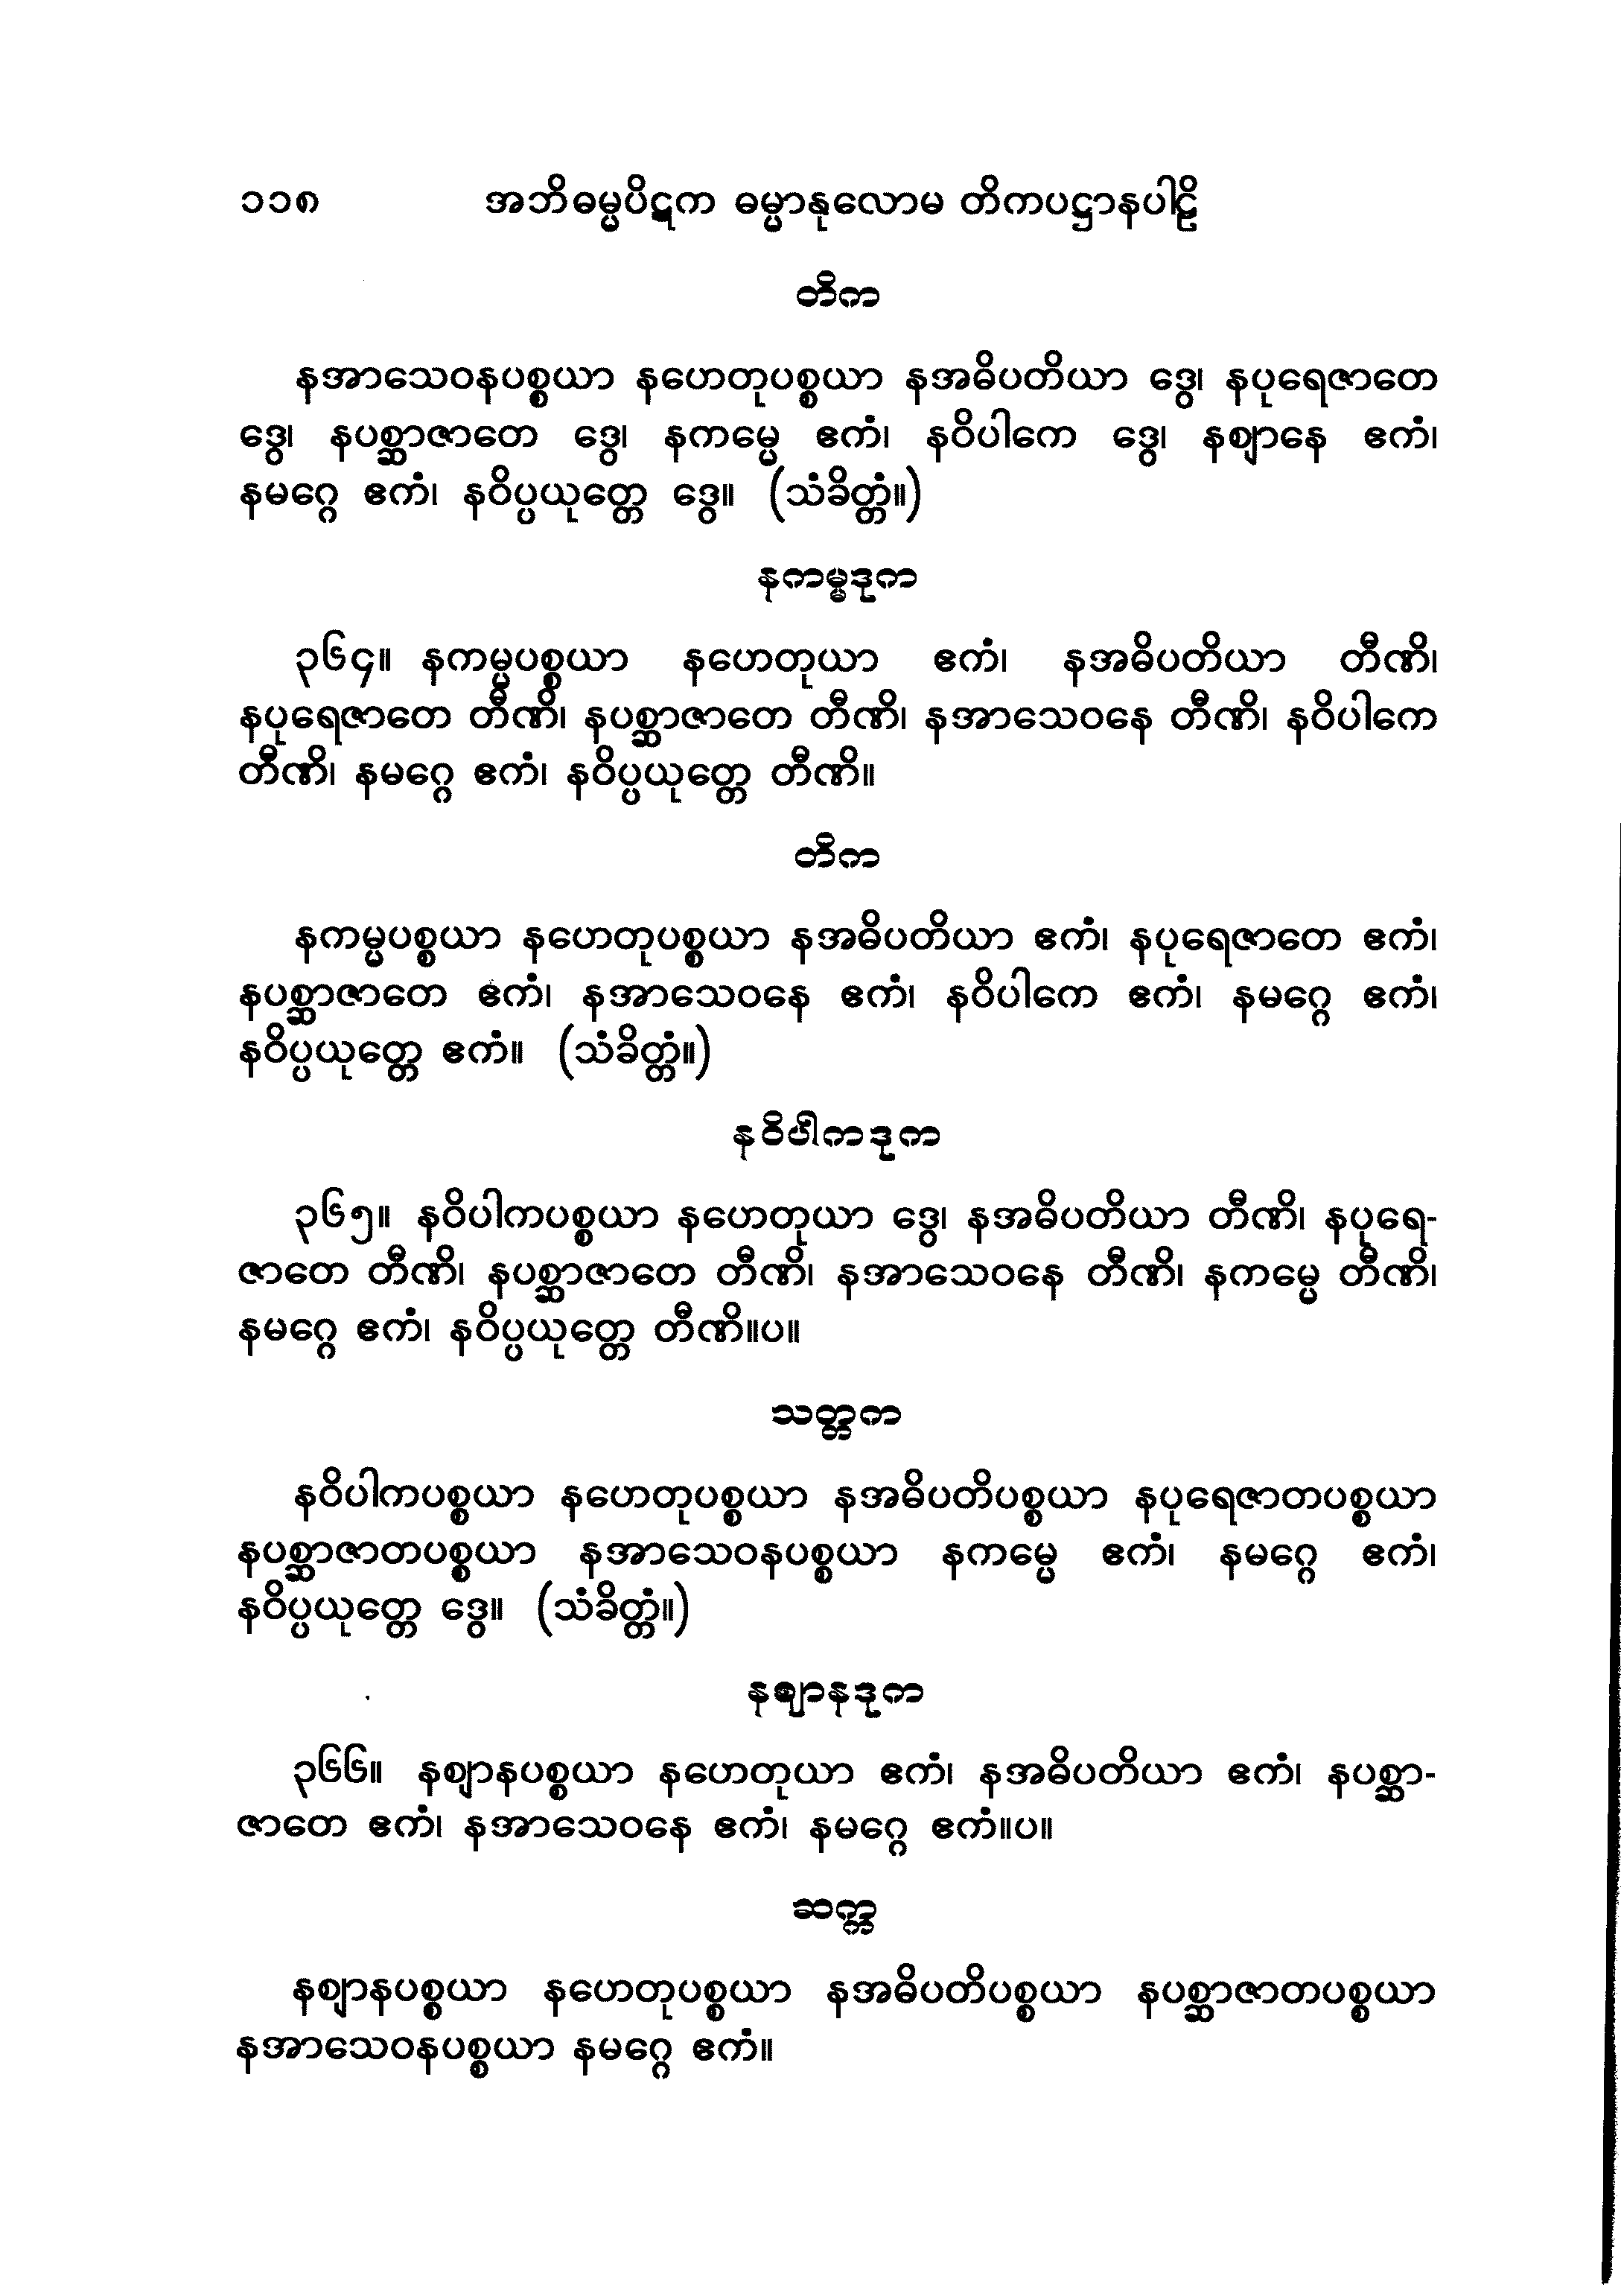 ၁၁၈ အဘိဓမ္မပိဋက ဓမ္မာနုလောမ တိကပဋ္ဌာနပါဠိ
တိက
နအာသေဝနပစ္စယာ နဟေတုပစ္စယာ နအဓိပတိယာ ဒွေ၊ နပုရေဇာတေ
ဒွေ၊ နပစ္ဆာဇာတေ ဒွေ၊ နကမ္မေ ဧကံ၊ နဝိပါကေ ဒွေ၊ နဈာနေ ဧကံ၊
နမဂ္ဂေ ဧကံ၊ နဝိပ္ပယုတ္တေ ဒွေ။ (သံခိတ္တံ။)
နကမ္မဒုက
၃၆၄။ နကမ္မပစ္စယာ နဟေတုယာ ဧကံ၊ နအဓိပတိယာ တီဏိ၊
နပုရေဇာတေ တီဏိ၊ နပစ္ဆာဇာတေ တီဏိ၊ နအာသေဝနေ တီဏိ၊ နဝိပါကေ
တီဏိ၊ နမဂ္ဂေ ဧကံ၊ နဝိပ္ပယုတ္တေ တီဏိ။
တိက
နကမ္မပစ္စယာ နဟေတုပစ္စယာ နအဓိပတိယာ ဧကံ၊ နပုရေဇာတေ ဧကံ၊
နပစ္ဆာဇာတေ ဧကံ၊ နအာသေဝနေ ဧကံ၊ နဝိပါကေ ဧကံ၊ နမဂ္ဂေ ဧကံ၊
နဝိပ္ပယုတ္တေ ဧကံ။ (သံခိတ္တံ။)
နဝိပါကဒုက
၃၆၅။ နဝိပါကပစ္စယာ နဟေတုယာ ဒွေ၊ နအဓိပတိယာ တီဏိ၊ နပုရေ-
ဇာတေ တီဏိ၊ နပစ္ဆာဇာတေ တီဏိ၊ နအာသေဝနေ တီဏိ၊ နကမ္မေ တီဏိ၊
နမဂ္ဂေ ဧကံ၊ နဝိပ္ပယုတ္တေ တီဏိ။ပ။
သတ္တက
နဝိပါကပစ္စယာ နဟေတုပစ္စယာ နအဓိပတိပစ္စယာ နပုရေဇာတပစ္စယာ
နပစ္ဆာဇာတပစ္စယာ နအာသေဝနပစ္စယာ နကမ္မေ ဧကံ၊ နမဂ္ဂေ ဧကံ၊
နဝိပ္ပယုတ္တေ ဒွေ။ (သံခိတ္တံ။)
နဈာနဒုက
၃၆၆။ နဈာနပစ္စယာ နဟေတုယာ ဧကံ၊ နအဓိပတိယာ ဧကံ၊ နပစ္ဆာ-
ဇာတေ ဧကံ၊ နအာသေဝနေ ဧကံ၊ နမဂ္ဂေ ဧကံ။ပ။
ဆက္က
နဈာနပစ္စယာ နဟေတုပစ္စယာ နအဓိပတိပစ္စယာ နပစ္ဆာဇာတပစ္စယာ
နအာသေဝနပစ္စယာ နမဂ္ဂေ ဧကံ။